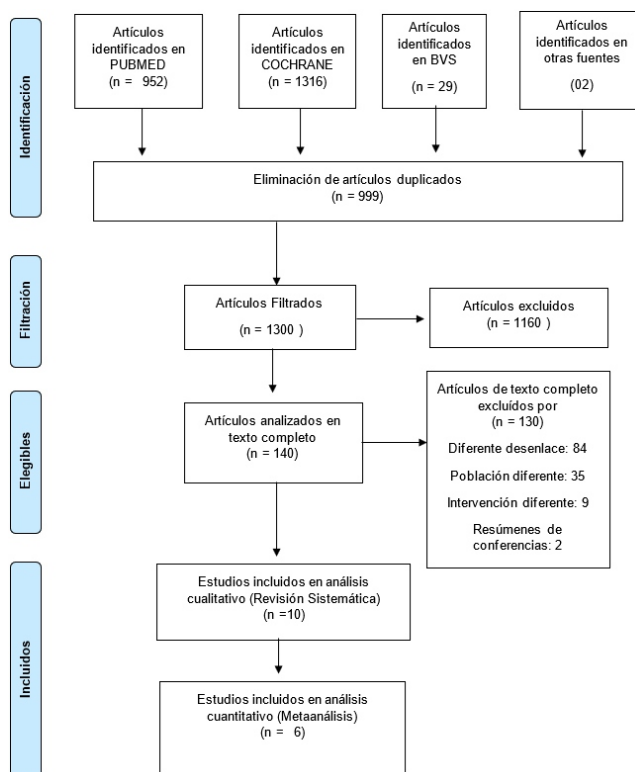 Identificación
Artículos
identificados en
PUBMED
(n = 952)
Artículos
identificados en
COCHRANE
(n = 1316)
Artículos
identificados
en BVS
(n = 29)
Artículos
identificados en
otras fuentes
(02)
Eliminación de artículos duplicados
(n = 999)
Filtración
Artículos Filtrados
(n = 1300 )
Artículos excluidos
(n = 1160 )
Elegibles
Artículos analizados en
texto completo
(n = 140)
Artículos de texto completo
excluídos por
(n = 130)
Diferente desenlace: 84
Población diferente: 35
Intervención diferente: 9
Resúmenes de
conferencias: 2
Incluidos
Estudios incluidos en análisis
cualitativo (Revisión Sistemática)
(n =10)
Estudios incluidos en análisis
cuantitativo (Metaanálisis)
(n = 6)